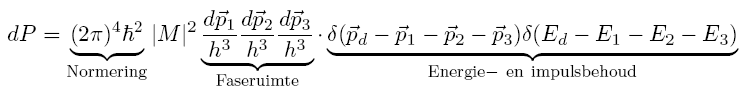 dP = (2π)⁴ħ² |M|² dp⃗₁/h³ dp⃗₂/h³ dp⃗₃/h³ · δ(p⃗_d − p⃗₁ − p⃗₂ − p⃗₃)δ(E_d − E₁ − E₂ − E₃)
Normering Faseruimte Energie− en impulsbehoud